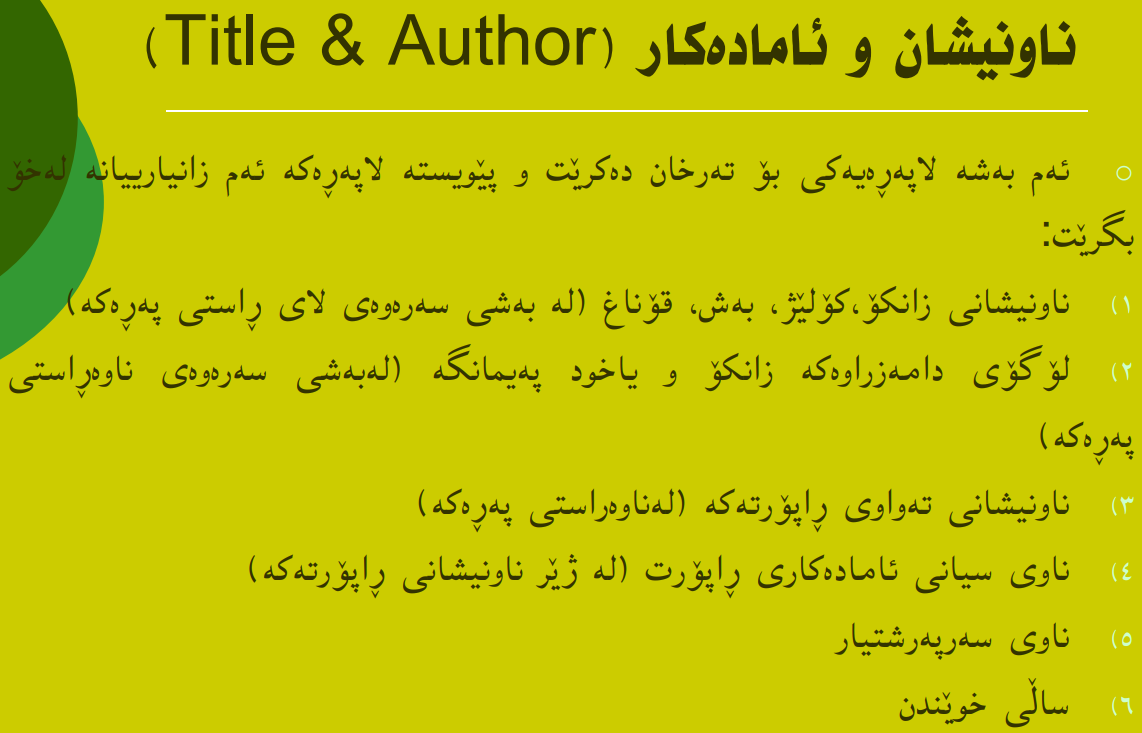 ناونیشان و ئامادەکار (Title & Author)
○ ئەم بەشە لاپەڕەیەکی بۆ تەرخان دەکرێت و پێویستە لاپەڕەکە ئەم زانیارییانە لەخۆ
بگرێت:
١) ناونیشانی زانکۆ،کۆلێژ، بەش، قۆناغ (لە بەشی سەرەوەی لای ڕاستی پەڕەکە)
٢) لۆگۆی دامەزراوەکە زانکۆ و یاخود پەیمانگە (لەبەشی سەرەوەی ناوەڕاستی
پەڕەکە)
٣) ناونیشانی تەواوی ڕاپۆرتەکە (لەناوەراستی پەڕەکە)
٤) ناوی سیانی ئامادەکاری ڕاپۆرت (لە ژێر ناونیشانی ڕاپۆرتەکە)
٥) ناوی سەرپەرشتیار
٦) ساڵی خوێندن